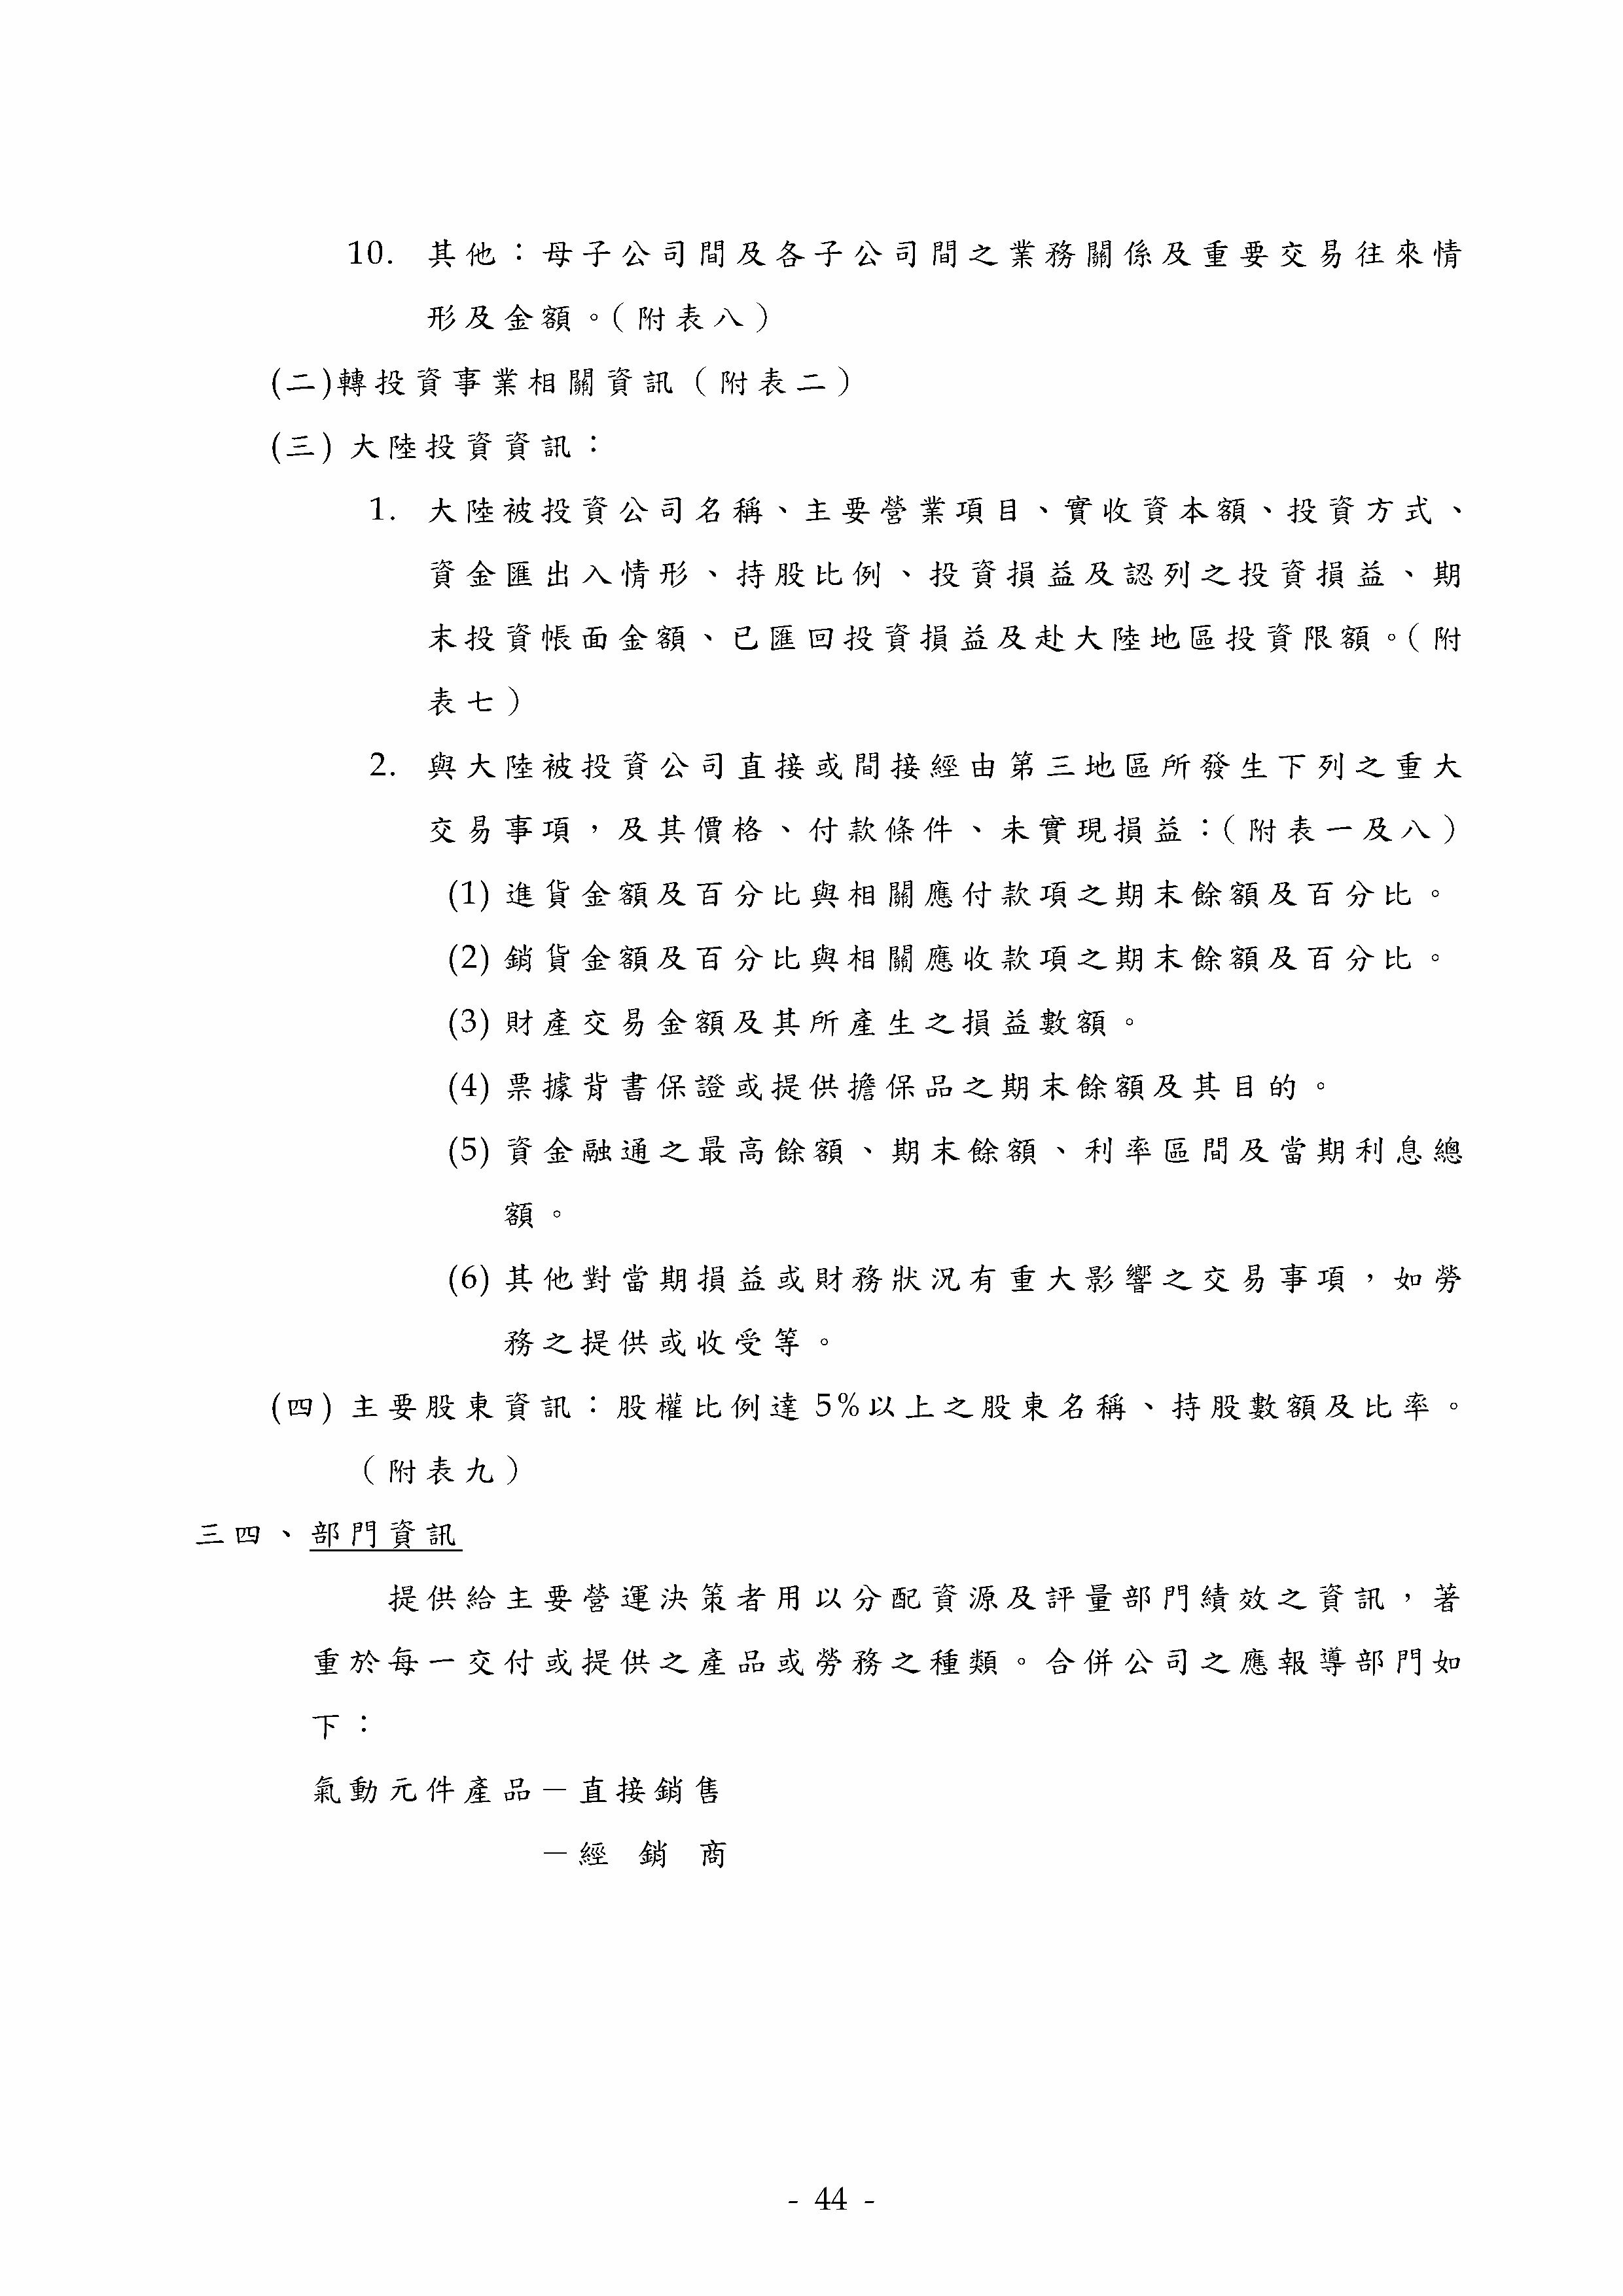 10. 其他：母子公司間及各子公司間之業務關係及重要交易往來情
形及金額。（附表八）
(二)轉投資事業相關資訊（附表二）
(三) 大陸投資資訊：
1. 大陸被投資公司名稱、主要營業項目、實收資本額、投資方式、
資金匯出入情形、持股比例、投資損益及認列之投資損益、期
末投資帳面金額、已匯回投資損益及赴大陸地區投資限額。（附
表七）
2. 與大陸被投資公司直接或間接經由第三地區所發生下列之重大
交易事項，及其價格、付款條件、未實現損益：（附表一及八）
(1) 進貨金額及百分比與相關應付款項之期末餘額及百分比。
(2) 銷貨金額及百分比與相關應收款項之期末餘額及百分比。
(3) 財產交易金額及其所產生之損益數額。
(4) 票據背書保證或提供擔保品之期末餘額及其目的。
(5) 資金融通之最高餘額、期末餘額、利率區間及當期利息總
額。
(6) 其他對當期損益或財務狀況有重大影響之交易事項，如勞
務之提供或收受等。
(四) 主要股東資訊：股權比例達 5%以上之股東名稱、持股數額及比率。
（附表九）
三四、部門資訊
提供給主要營運決策者用以分配資源及評量部門績效之資訊，著
重於每一交付或提供之產品或勞務之種類。合併公司之應報導部門如
下：
氣動元件產品－直接銷售
－經 銷 商
- 44 -